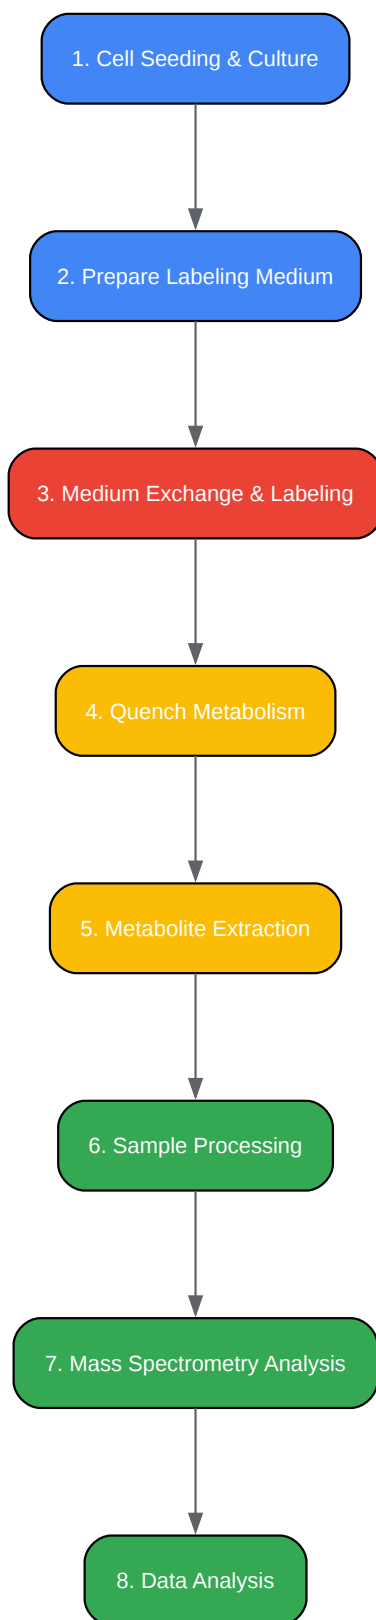 1. Cell Seeding & Culture
2. Prepare Labeling Medium
3. Medium Exchange & Labeling
4. Quench Metabolism
5. Metabolite Extraction
6. Sample Processing
7. Mass Spectrometry Analysis
8. Data Analysis